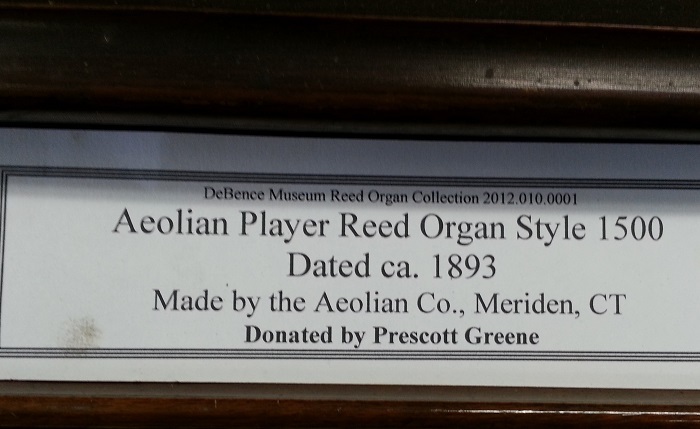 DeBence Museum Reed Organ Collection 2012.010.0001
Aeolian Player Reed Organ Style 1500
Dated ca. 1893
Made by the Aeolian Co., Meriden, CT
Donated by Prescott Greene